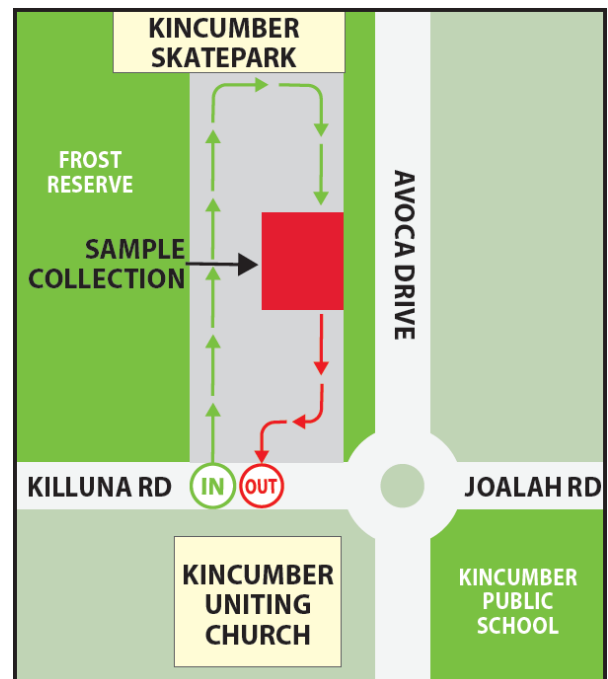 KINCUMBER
SKATEPARK
FROST
RESERVE
AVOCA DRIVE
SAMPLE
COLLECTION
KILLUNA RD
IN
OUT
JOALAH RD
KINCUMBER
UNITING
CHURCH
KINCUMBER
PUBLIC
SCHOOL